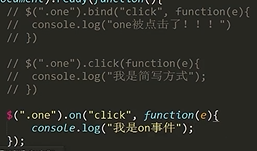 document).ready(function(){
// $(".one").bind("click", function(e){
// console.log("one被点击了！！！")
// })
// $(".one").click(function(e){
// console.log("我是简写方式");
// })
$(".one").on("click", function(e){
console.log("我是on事件");
});